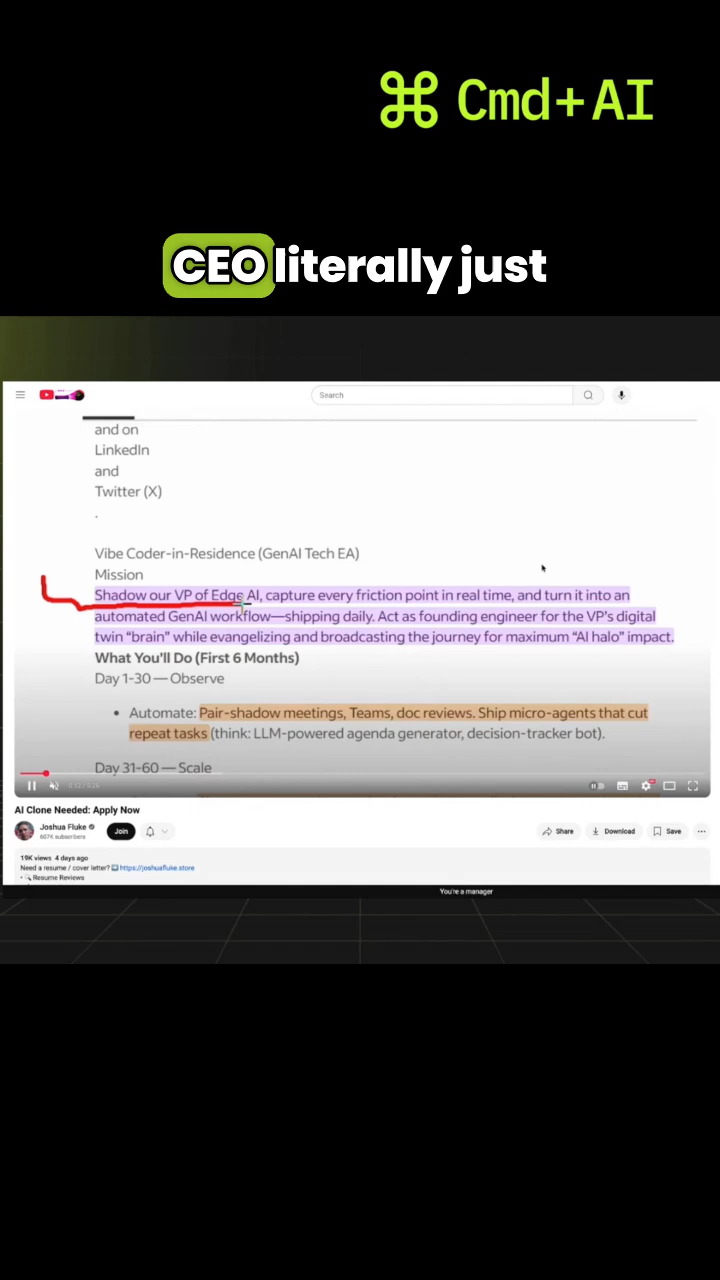 ⌘ Cmd+AI
CEO literally just
Search
and on
LinkedIn
and
Twitter (X)
.
Vibe Coder-in-Residence (GenAI Tech EA)
Mission
Shadow our VP of Edge AI, capture every friction point in real time, and turn it into an
automated GenAI workflow—shipping daily. Act as founding engineer for the VP's digital
twin “brain” while evangelizing and broadcasting the journey for maximum “AI halo” impact.
What You'll Do (First 6 Months)
Day 1-30 — Observe
• Automate: Pair-shadow meetings, Teams, doc reviews. Ship micro-agents that cut
repeat tasks (think: LLM-powered agenda generator, decision-tracker bot).
Day 31-60 — Scale
AI Clone Needed: Apply Now
Joshua Fluke
607K subscribers
Join
Share
Download
Save
19K views 4 days ago
Need a resume / cover letter? https://joshuafluke.store
Resume Reviews
You're a manager